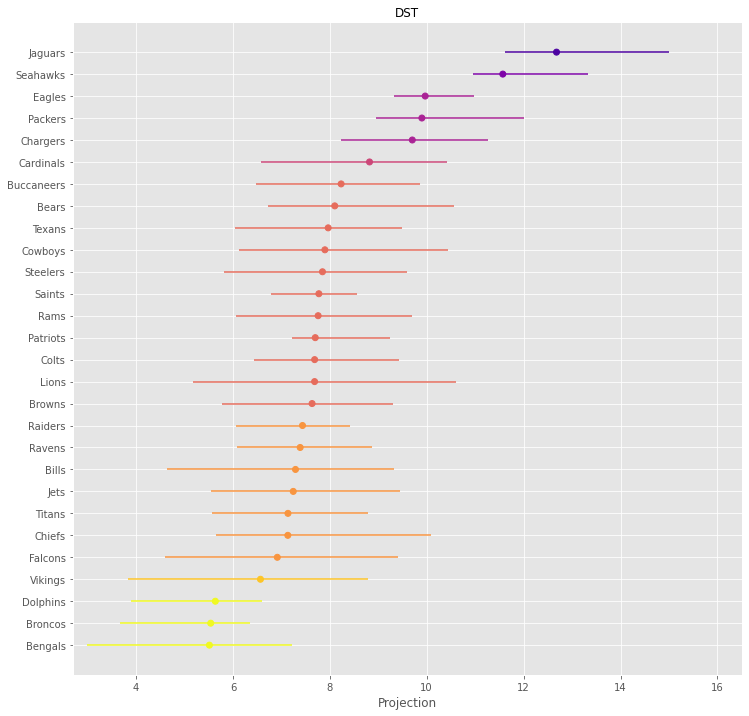 DST
Jaguars
Seahawks
Eagles
Packers
Chargers
Cardinals
Buccaneers
Bears
Texans
Cowboys
Steelers
Saints
Rams
Patriots
Colts
Lions
Browns
Raiders
Ravens
Bills
Jets
Titans
Chiefs
Falcons
Vikings
Dolphins
Broncos
Bengals
4 6 8 10 12 14 16
Projection